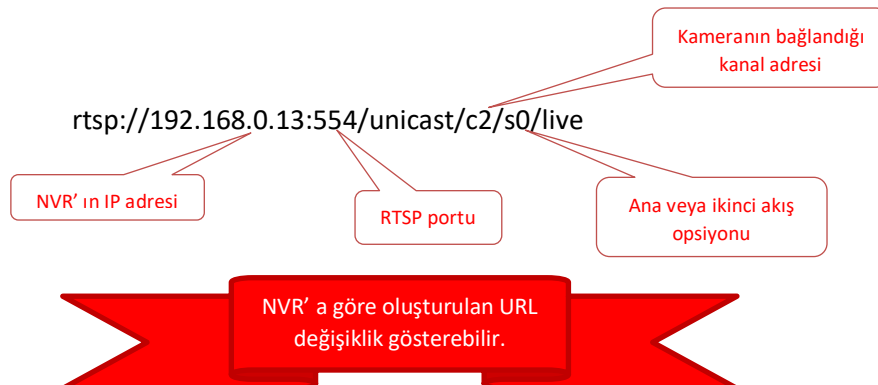 Kameranın bağlandığı
kanal adresi
rtsp://192.168.0.13:554/unicast/c2/s0/live
NVR’ ın IP adresi
RTSP portu
Ana veya ikinci akış
opsiyonu
NVR’ a göre oluşturulan URL
değişiklik gösterebilir.